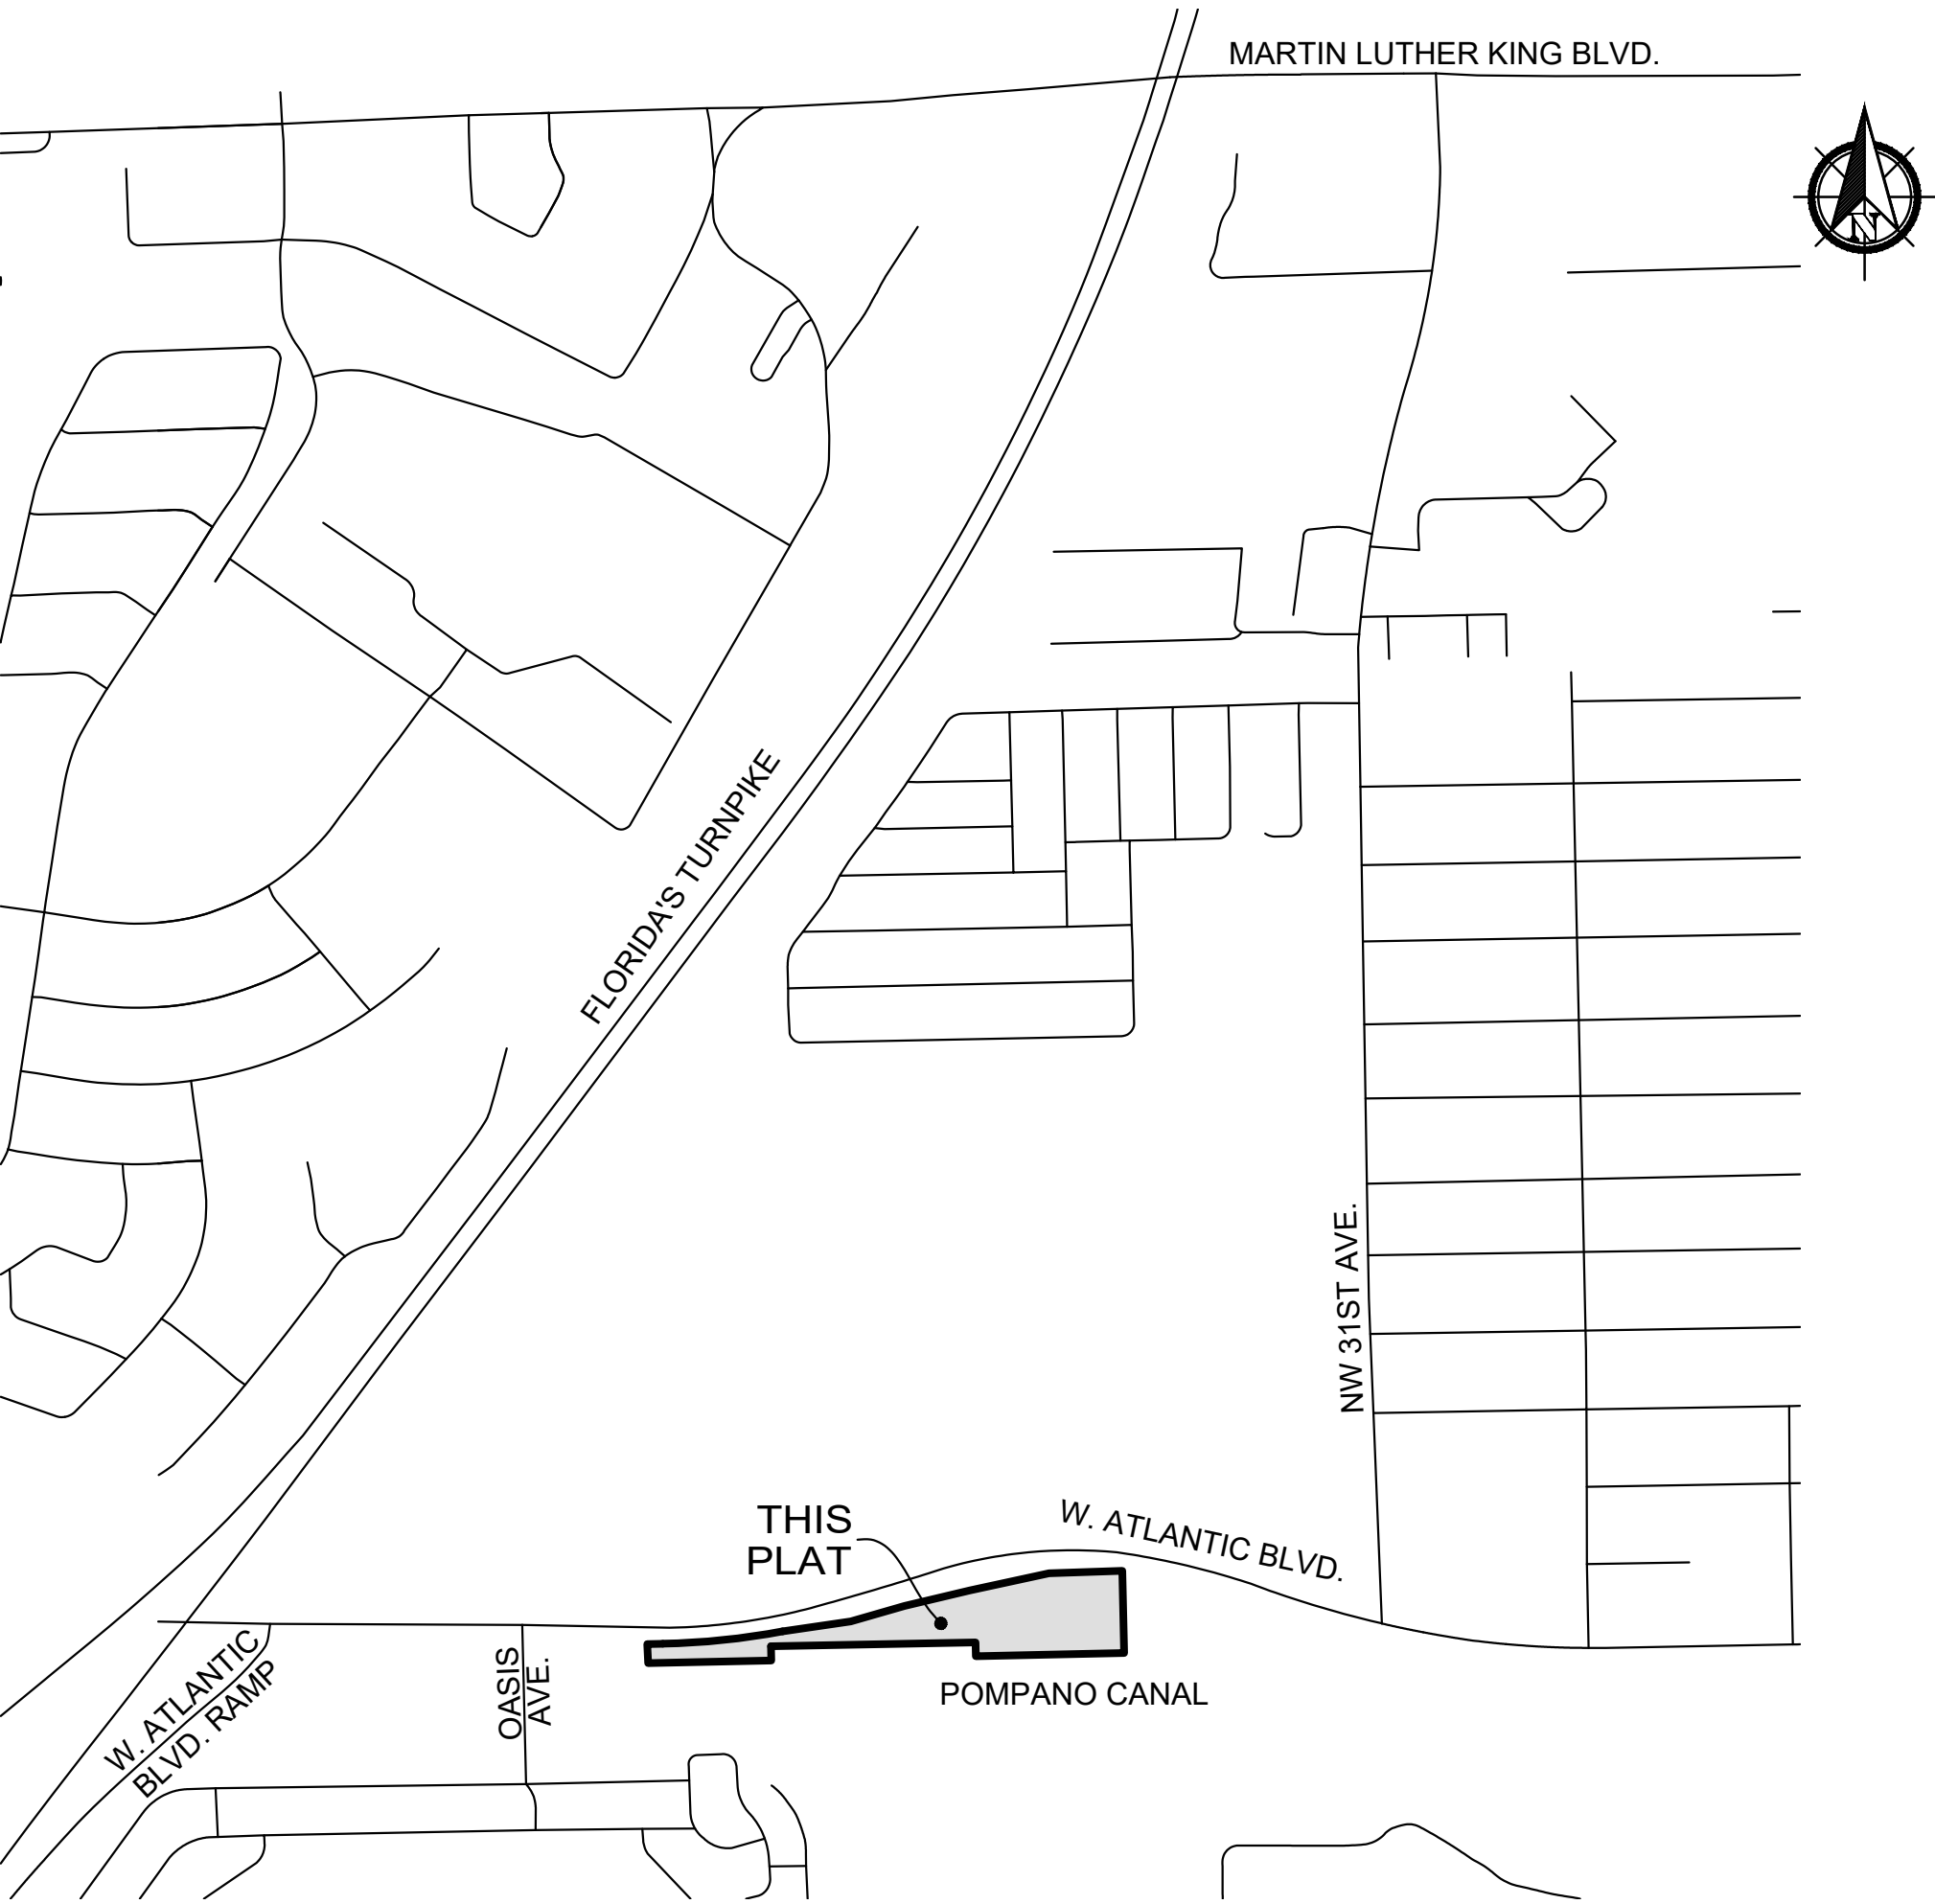 MARTIN LUTHER KING BLVD.
N
FLORIDA'S TURNPIKE
NW 31ST AVE.
THIS
PLAT
W. ATLANTIC BLVD.
W. ATLANTIC
BLVD. RAMP
OASIS
AVE.
POMPANO CANAL